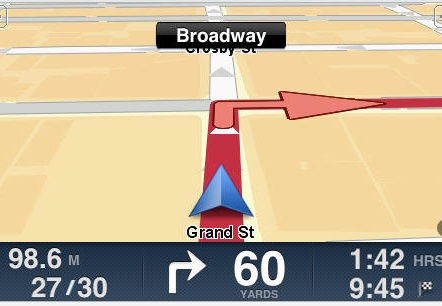 Broadway
Crosby St
Grand St
98.6 M
27/30
60
YARDS
1:42 HRS
9:45